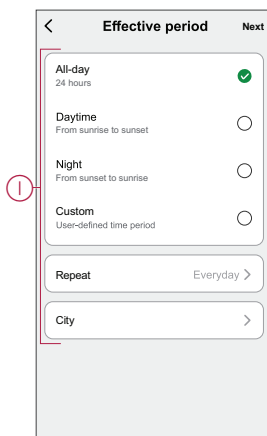 Effective period Next
All-day
24 hours
Daytime
From sunrise to sunset
Night
From sunset to sunrise
I
Custom
User-defined time period
Repeat Everyday >
City >